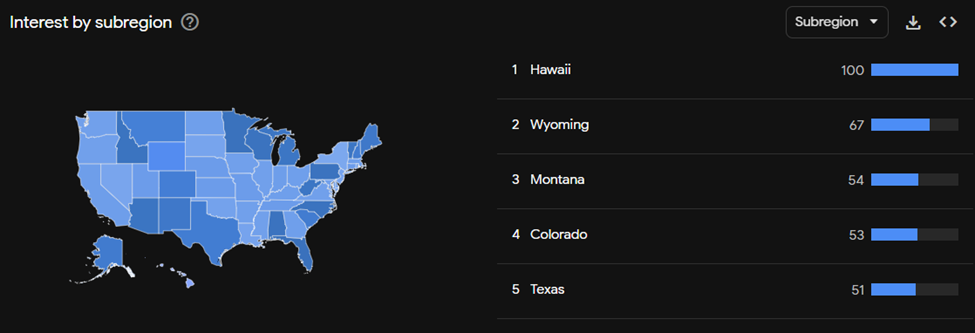 Interest by subregion
Subregion
1 Hawaii 100
2 Wyoming 67
3 Montana 54
4 Colorado 53
5 Texas 51